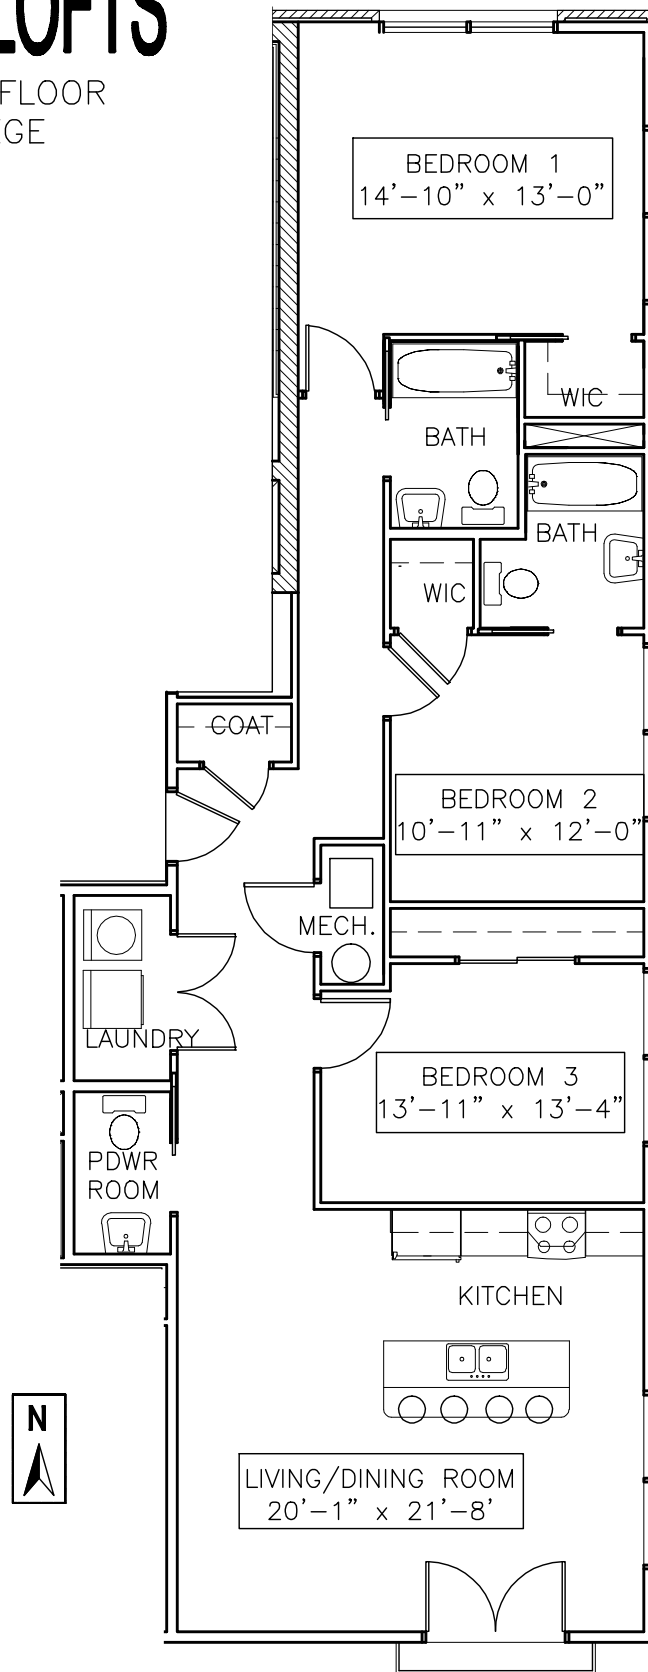 LOFTS
FLOOR
EGE
BEDROOM 1
14'-10" x 13'-0"
WIC
BATH
BATH
WIC
COAT
BEDROOM 2
10'-11" x 12'-0"
MECH.
LAUNDRY
BEDROOM 3
13'-11" x 13'-4"
PDWR
ROOM
KITCHEN
N
LIVING/DINING ROOM
20'-1" x 21'-8'